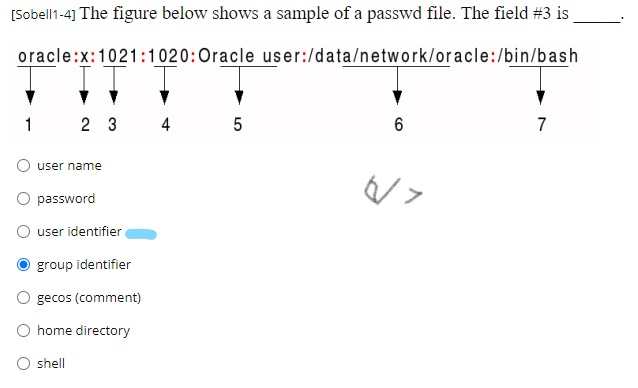 [Sobell1-4] The figure below shows a sample of a passwd file. The field #3 is ______.
oracle:x:1021:1020:Oracle user:/data/network/oracle:/bin/bash
1 2 3 4 5 6 7
user name
password
user identifier
group identifier
gecos (comment)
home directory
shell